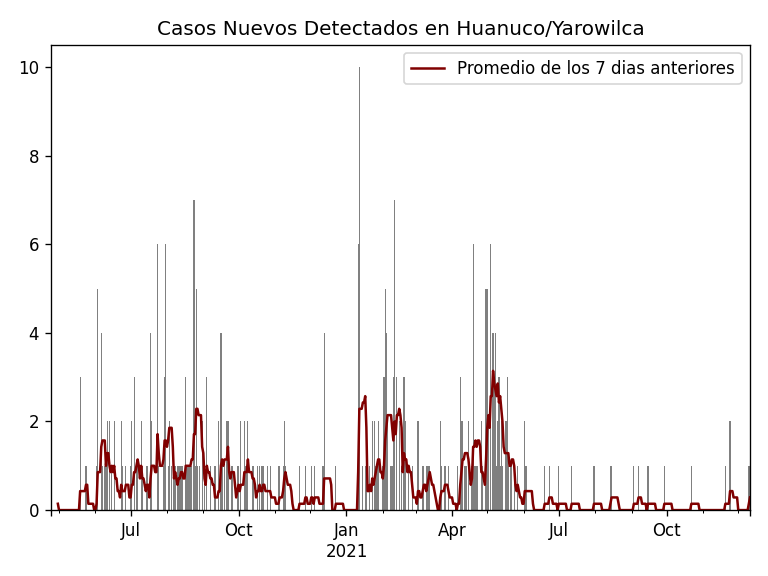 Casos Nuevos Detectados en Huanuco/Yarowilca
Promedio de los 7 dias anteriores
10
8
6
4
2
0
Jul
Oct
Jan
2021
Apr
Jul
Oct